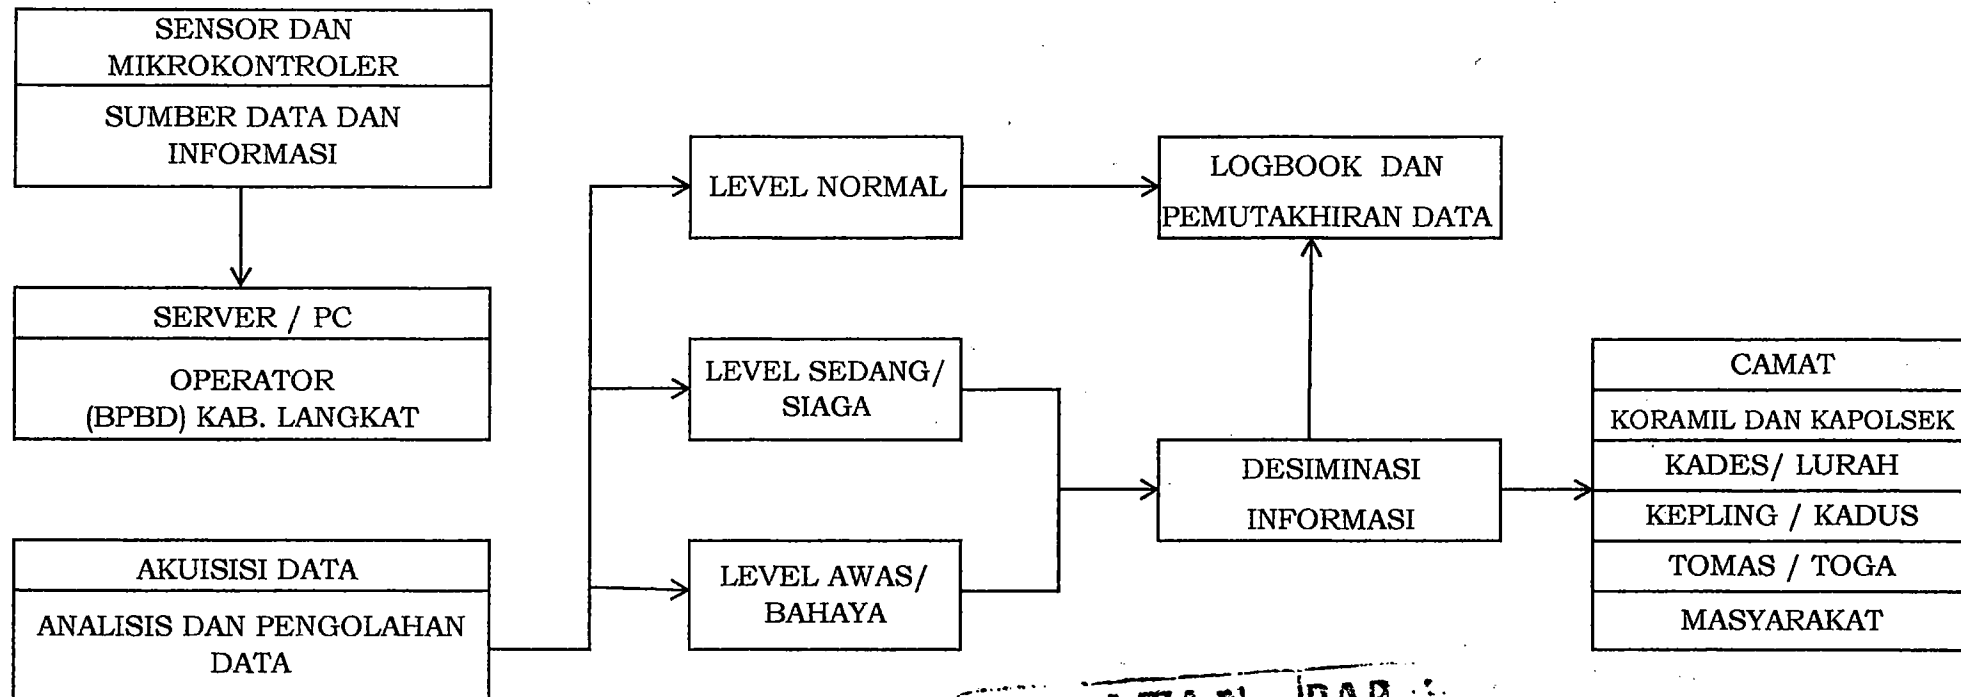 SENSOR DAN
MIKROKONTROLER
SUMBER DATA DAN
INFORMASI
SERVER / PC
OPERATOR
(BPBD) KAB. LANGKAT
AKUISISI DATA
ANALISIS DAN PENGOLAHAN
DATA
LEVEL NORMAL
LEVEL SEDANG/
SIAGA
LEVEL AWAS/
BAHAYA
LOGBOOK DAN
PEMUTAKHIRAN DATA
DESIMINASI
INFORMASI
CAMAT
KORAMIL DAN KAPOLSEK
KADES/ LURAH
KEPLING / KADUS
TOMAS / TOGA
MASYARAKAT